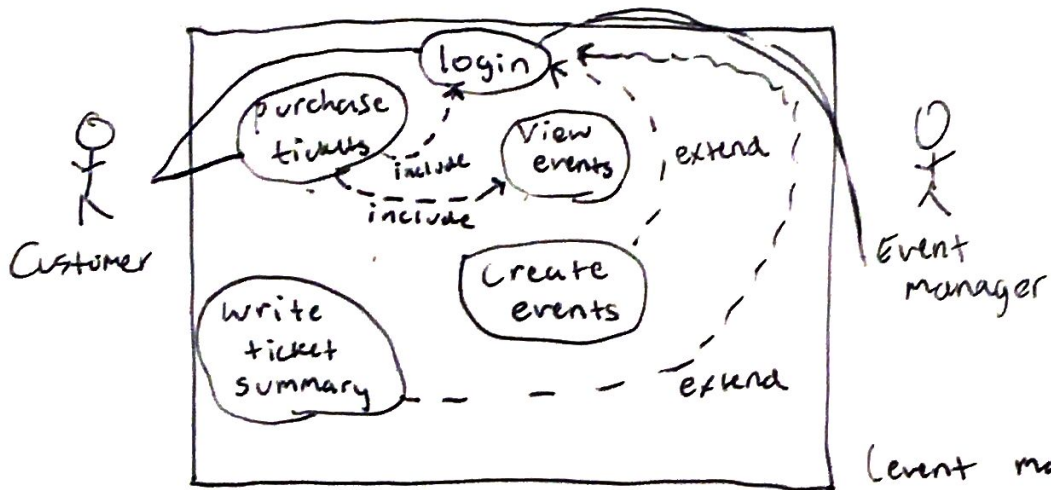 login
purchase
tickets
View
events
include
include
extend
Customer
Event
manager
Create
events
write
ticket
summary
extend
(event